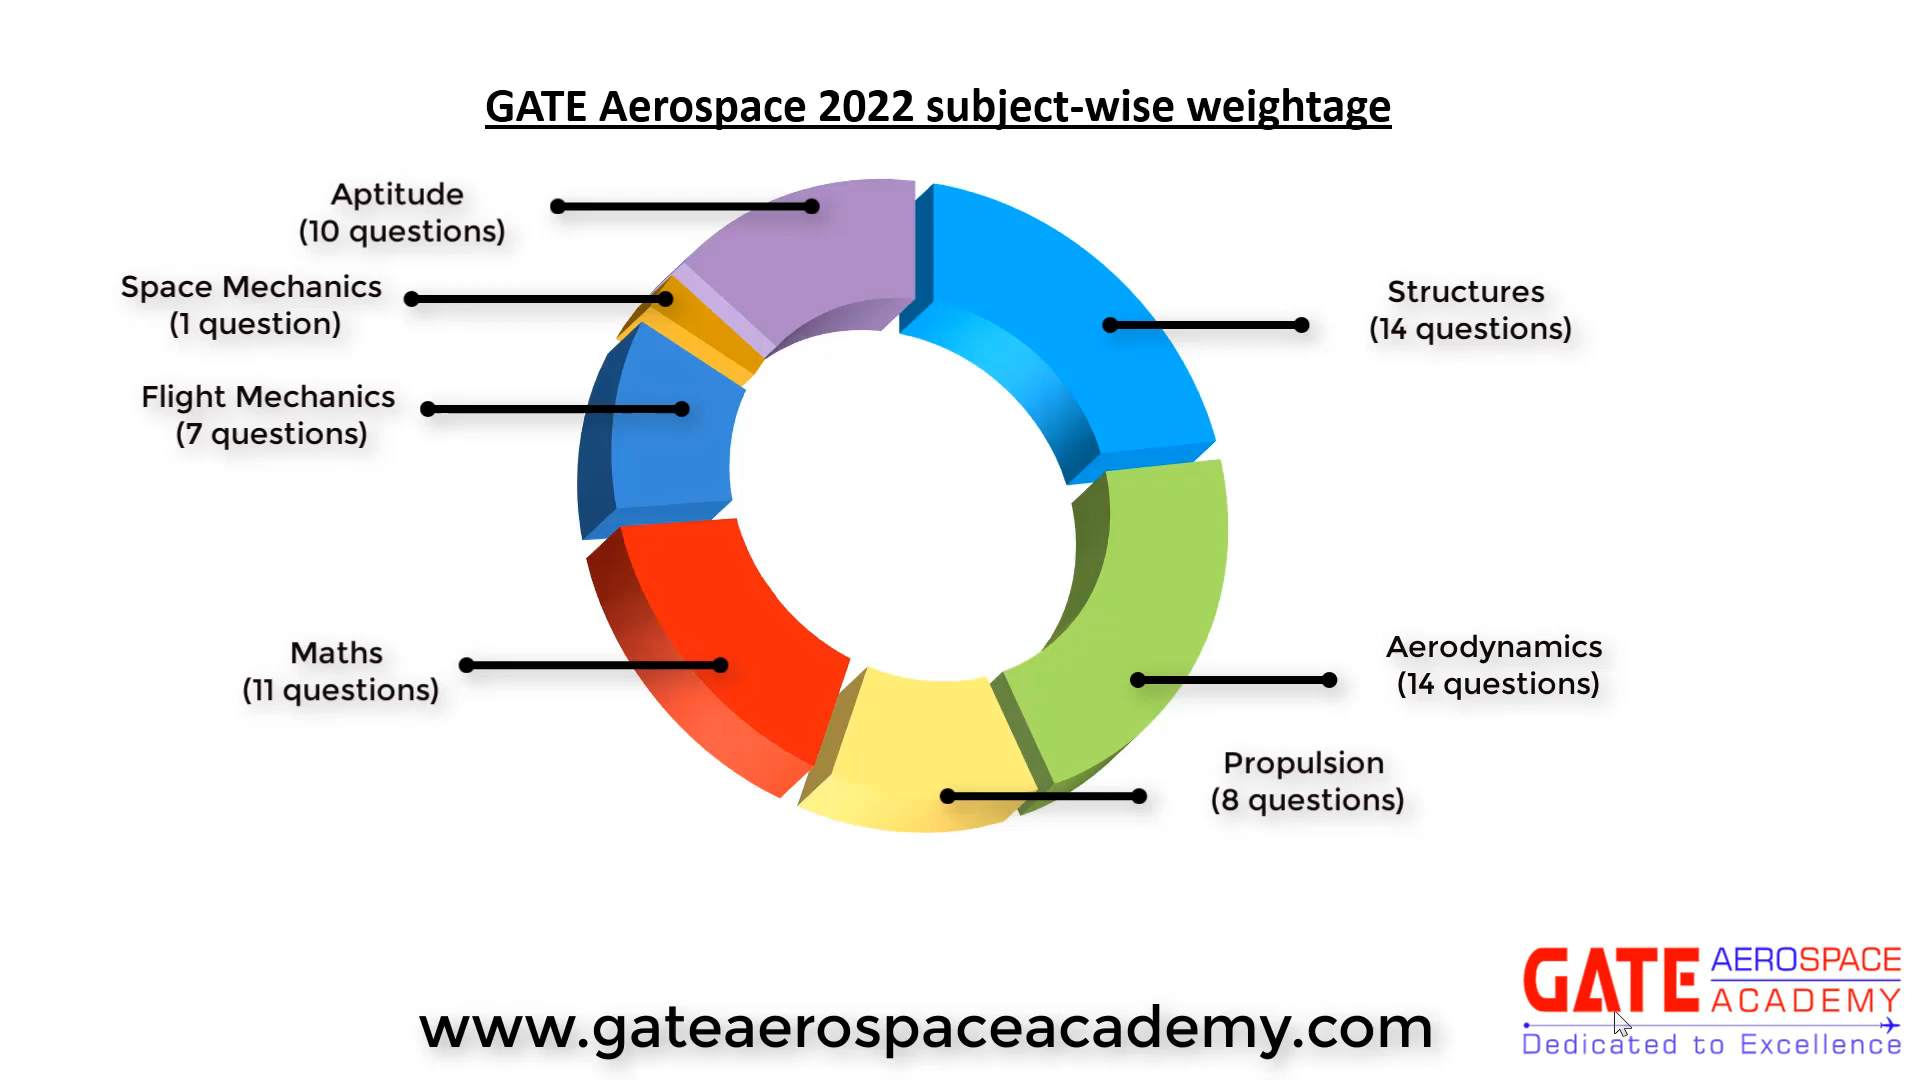 GATE Aerospace 2022 subject-wise weightage
Aptitude
(10 questions)
Space Mechanics
(1 question)
Flight Mechanics
(7 questions)
Maths
(11 questions)
Structures
(14 questions)
Aerodynamics
(14 questions)
Propulsion
(8 questions)
www.gateaerospaceacademy.com
GATE AEROSPACE
ACADEMY
Dedicated to Excellence